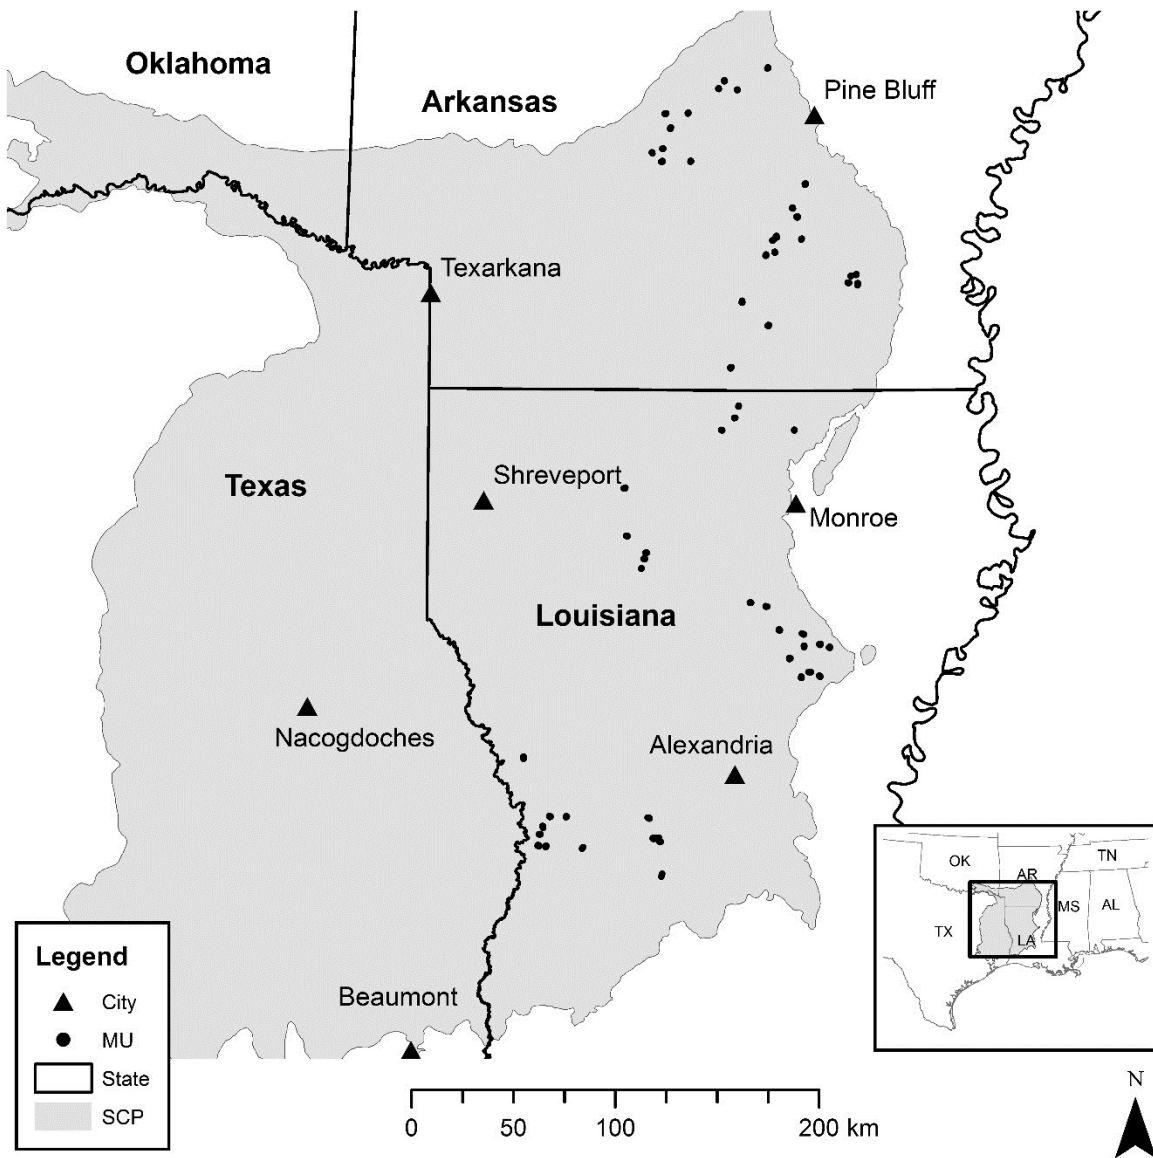 Oklahoma
Arkansas
Pine Bluff
Texarkana
Texas
Shreveport
Monroe
Louisiana
Nacogdoches
Alexandria
Beaumont
Legend
City
MU
State
SCP
0 50 100 200 km
OK
AR
TN
TX
LA
MS
AL
N